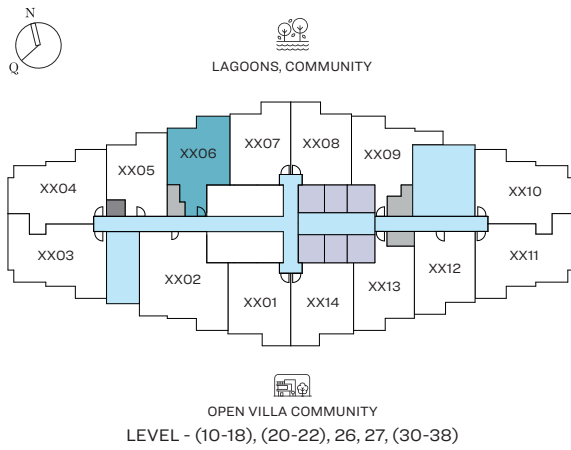 N
Q
LAGOONS, COMMUNITY
XX07 XX08
XX06 XX09
XX05
XX04 XX10
XX03 XX11
XX02 XX12
XX13
XX01 XX14
OPEN VILLA COMMUNITY
LEVEL - (10-18), (20-22), 26, 27, (30-38)